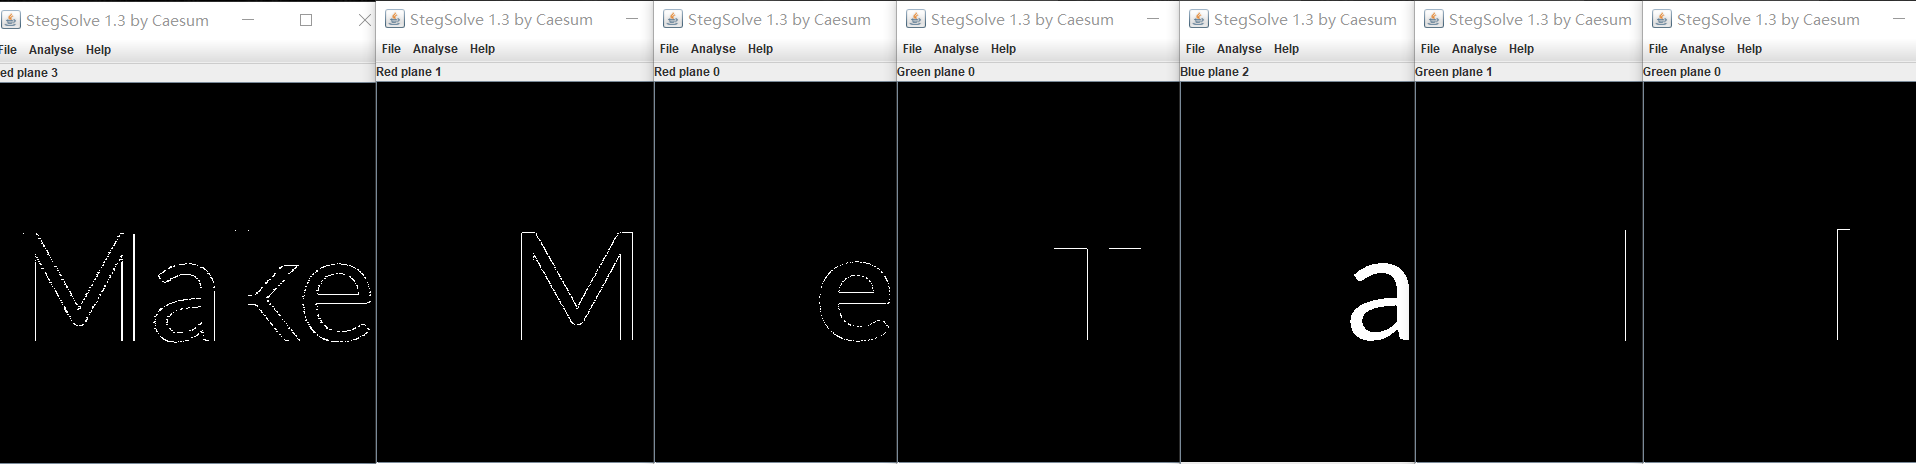 StegSolve 1.3 by Caesum StegSolve 1.3 by Caesum StegSolve 1.3 by Caesum StegSolve 1.3 by Caesum StegSolve 1.3 by Caesum StegSolve 1.3 by Caesum StegSolve 1.3 by Caesum
File Analyse Help File Analyse Help File Analyse Help File Analyse Help File Analyse Help File Analyse Help File Analyse Help
ed plane 3 Red plane 1 Red plane 0 Green plane 0 Blue plane 2 Green plane 1 Green plane 0
Make M e T a l